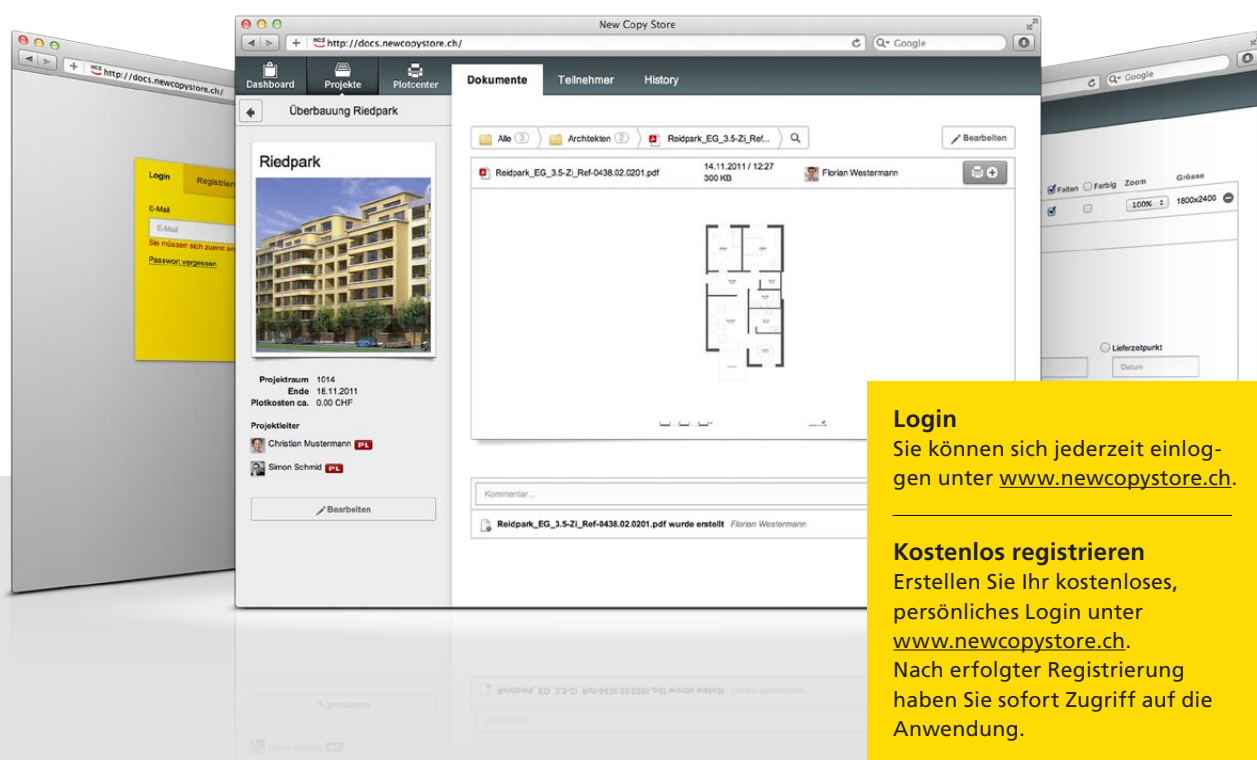 New Copy Store
http://docs.newcopystore.ch/
Google
Dashboard
Projekte
Plotcenter
Dokumente
Teilnehmer
History
Überbauung Riedpark
Alle 3
Architekten 2
Reidpark_EG_3.5-Zi_Ref...
Bearbeiten
Riedpark
Reidpark_EG_3.5-Zi_Ref-0438.02.0201.pdf
14.11.2011 / 12:27
300 KB
Florian Westermann
Projektraum 1014
Ende 18.11.2011
Plotkosten ca. 0.00 CHF
Projektleiter
Christian Mustermann PL
Simon Schmid PL
Bearbeiten
Kommentar...
Reidpark_EG_3.5-Zi_Ref-0438.02.0201.pdf wurde erstellt Florian Westermann
http://docs.newcopystore.ch/
Login
Registrieren
E-Mail
E-Mail
Sie müssen sich zuerst
Passwort vergessen
Google
Falten
Farbig
Zoom
Grösse
100%
1800x2400
Lieferzeitpunkt
Datum
Login
Sie können sich jederzeit einlog-
gen unter www.newcopystore.ch.
Kostenlos registrieren
Erstellen Sie Ihr kostenloses,
persönliches Login unter
www.newcopystore.ch.
Nach erfolgter Registrierung
haben Sie sofort Zugriff auf die
Anwendung.